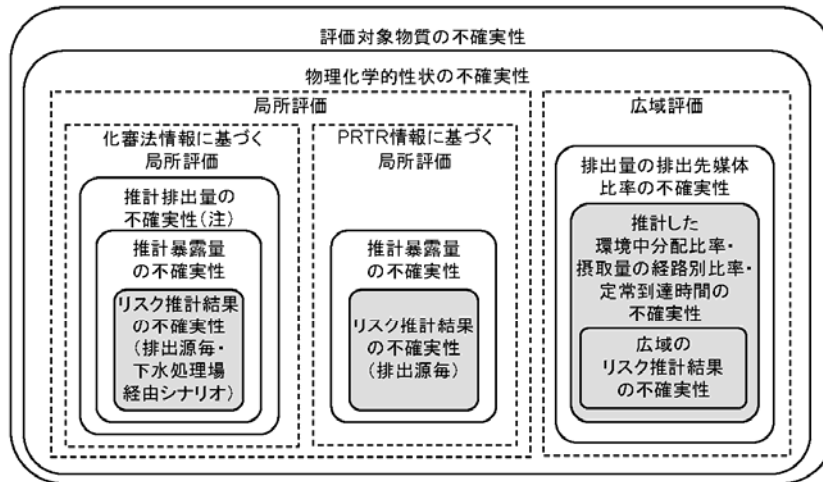 評価対象物質の不確実性
物理化学的性状の不確実性
局所評価
化審法情報に基づく
局所評価
推計排出量の
不確実性(注)
推計暴露量
の不確実性
リスク推計結果
の不確実性
(排出源毎・
下水処理場
経由シナリオ)
PRTR情報に基づく
局所評価
推計暴露量
の不確実性
リスク推計結果
の不確実性
(排出源毎)
広域評価
排出量の排出先媒体
比率の不確実性
推計した
環境中分配比率・
摂取量の経路別比率・
定常到達時間の
不確実性
広域の
リスク推計結果
の不確実性